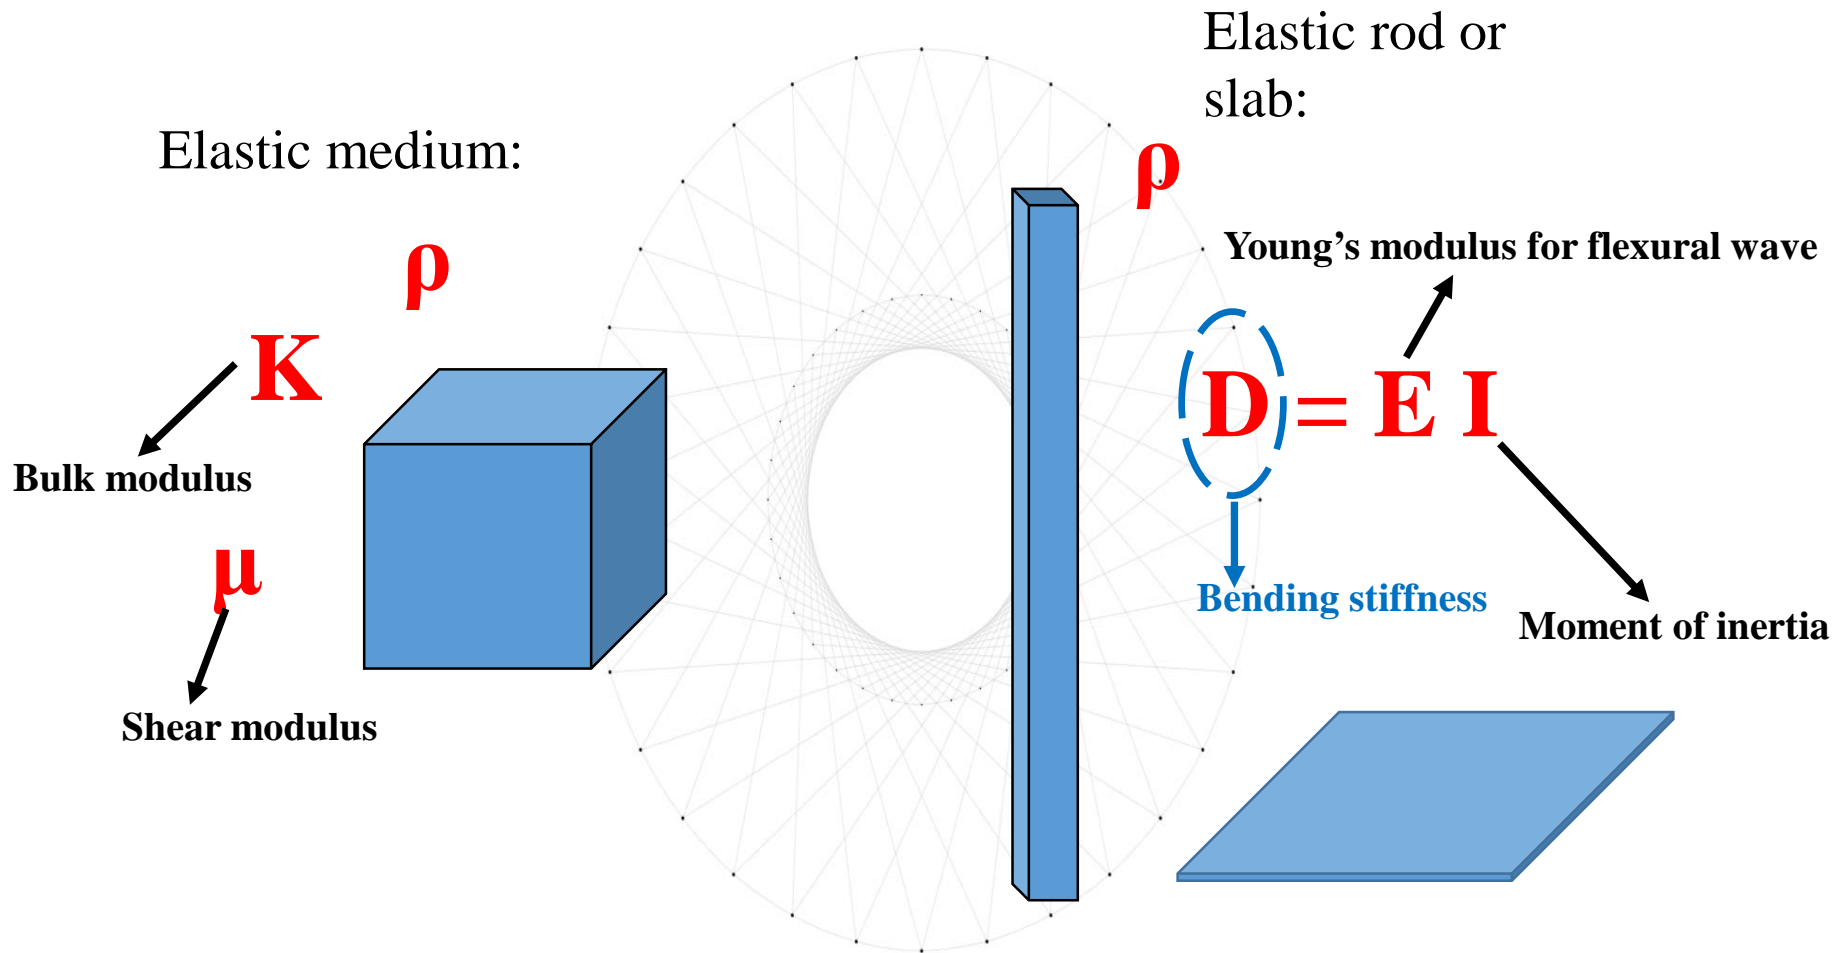 Elastic medium:
ρ
K
Bulk modulus
μ
Shear modulus
Elastic rod or
slab:
ρ
Young’s modulus for flexural wave
D = E I
Bending stiffness
Moment of inertia